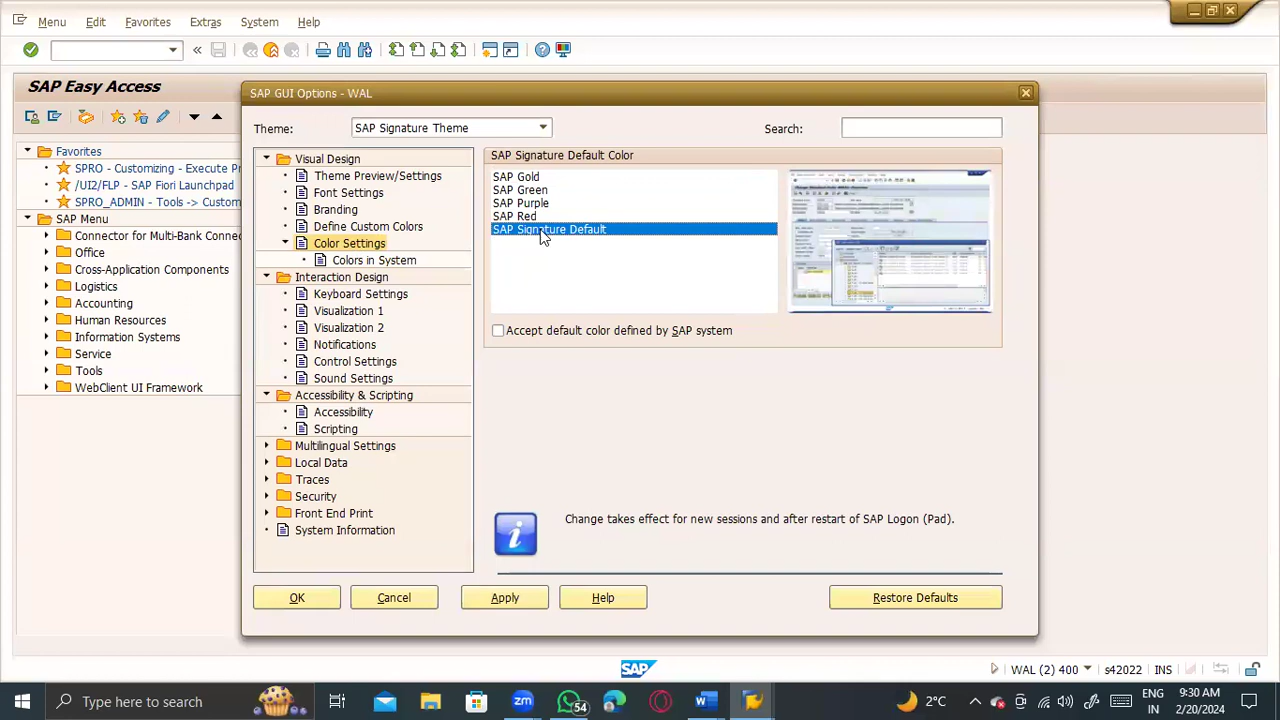 Menu Edit Favorites Extras System Help
SAP Easy Access
Favorites
SPRO - Customizing - Execute Pr
/UI2/FLP - SAP Fiori Launchpad
SPRO_ADMIN - Tools -> Custom
SAP Menu
Connector for Multi-Bank Connec
Office
Cross-Application Components
Logistics
Accounting
Human Resources
Information Systems
Service
Tools
WebClient UI Framework
SAP GUI Options - WAL
Theme: SAP Signature Theme Search:
Visual Design
Theme Preview/Settings
Font Settings
Branding
Define Custom Colors
Color Settings
Colors in System
Interaction Design
Keyboard Settings
Visualization 1
Visualization 2
Notifications
Control Settings
Sound Settings
Accessibility & Scripting
Accessibility
Scripting
Multilingual Settings
Local Data
Traces
Security
Front End Print
System Information
SAP Signature Default Color
SAP Gold
SAP Green
SAP Purple
SAP Red
SAP Signature Default
Accept default color defined by SAP system
Change takes effect for new sessions and after restart of SAP Logon (Pad).
OK Cancel Apply Help Restore Defaults
SAP WAL (2) 400 s42022 INS
Type here to search 54 2°C ENG 9:30 AM
IN 2/20/2024